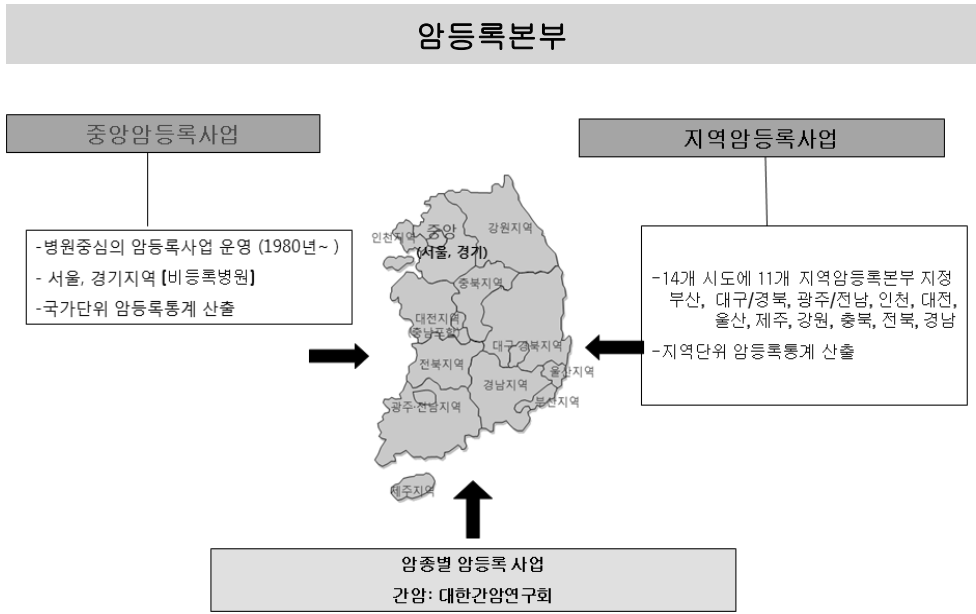 암등록본부
중앙암등록사업
지역암등록사업
-병원중심의 암등록사업 운영 (1980년~ )
- 서울, 경기지역 [비등록병원]
-국가단위 암등록통계 산출
인천지역
중앙
(서울, 경기)
강원지역
충북지역
대전지역
(충남포함)
대구·경북지역
전북지역
경남지역
울산지역
부산지역
광주·전남지역
제주지역
-14개 시도에 11개 지역암등록본부 지정
부산, 대구/경북, 광주/전남, 인천, 대전,
울산, 제주, 강원, 충북, 전북, 경남
-지역단위 암등록통계 산출
암종별 암등록 사업
간암: 대한간암연구회